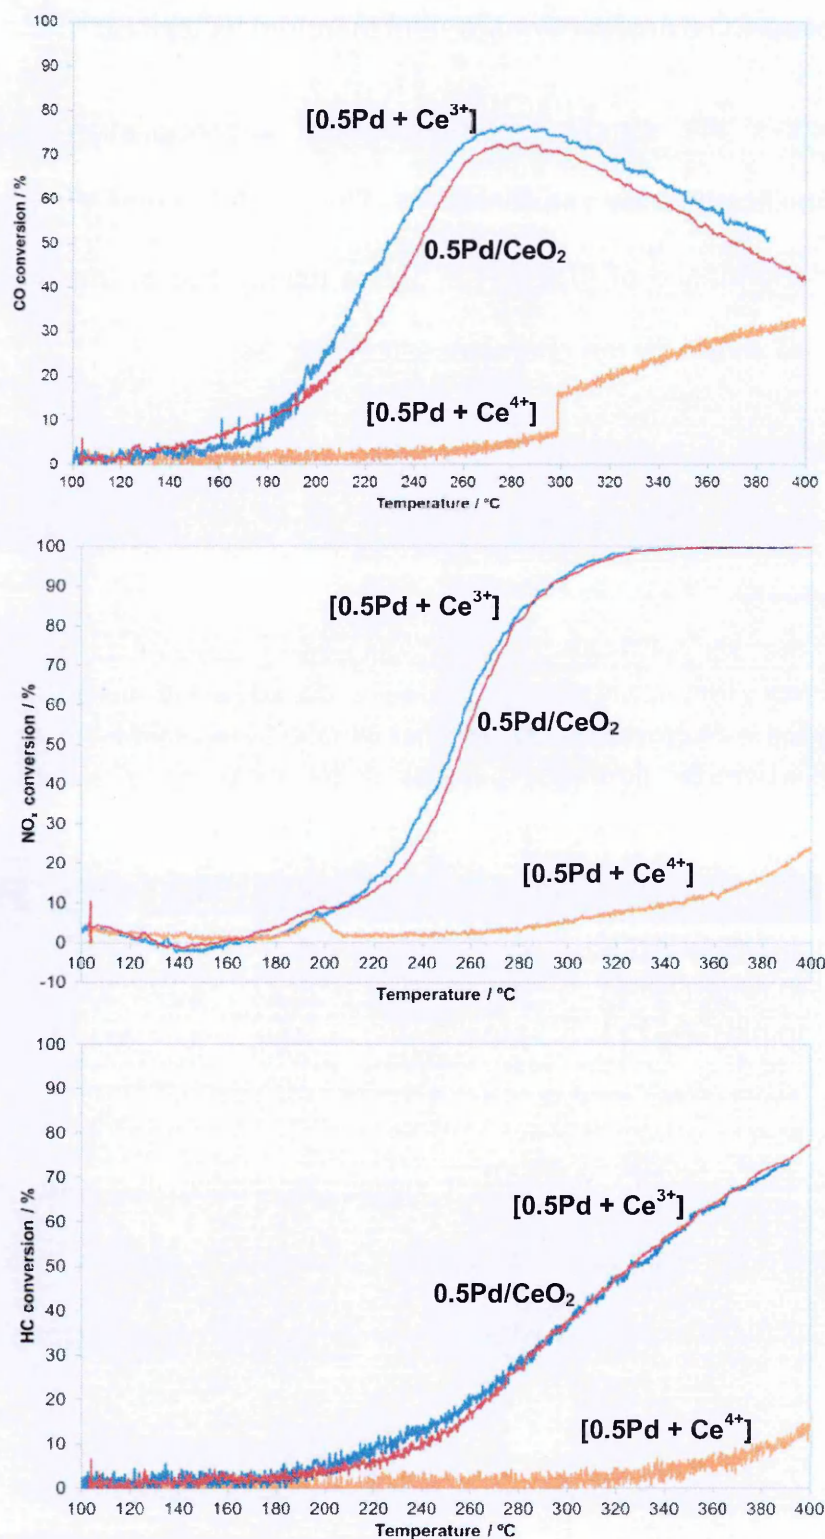 100
90
80
70
60
50
40
30
20
10
0
CO conversion / %
[0.5Pd + Ce³⁺]
0.5Pd/CeO₂
[0.5Pd + Ce⁴⁺]
100 120 140 160 180 200 220 240 260 280 300 320 340 360 380 400
Temperature / °C
100
90
80
70
60
50
40
30
20
10
0
-10
NOₓ conversion / %
[0.5Pd + Ce³⁺]
0.5Pd/CeO₂
[0.5Pd + Ce⁴⁺]
100 120 140 160 180 200 220 240 260 280 300 320 340 360 380 400
Temperature / °C
100
90
80
70
60
50
40
30
20
10
0
HC conversion / %
[0.5Pd + Ce³⁺]
0.5Pd/CeO₂
[0.5Pd + Ce⁴⁺]
100 120 140 160 180 200 220 240 260 280 300 320 340 360 380 400
Temperature / °C